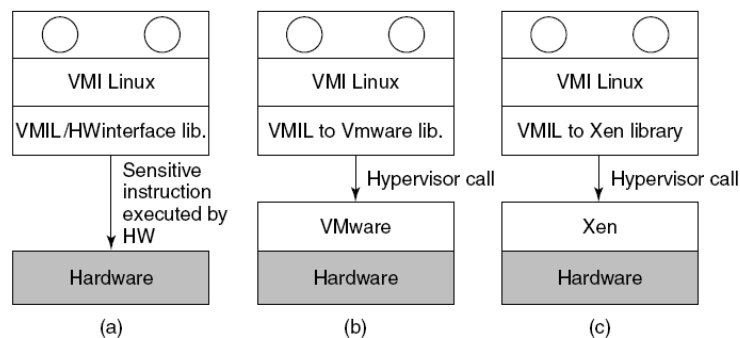 VMI Linux
VMIL/HWinterface lib.
Sensitive
instruction
executed by
HW
Hardware
(a)
VMI Linux
VMIL to Vmware lib.
Hypervisor call
VMware
Hardware
(b)
VMI Linux
VMIL to Xen library
Hypervisor call
Xen
Hardware
(c)